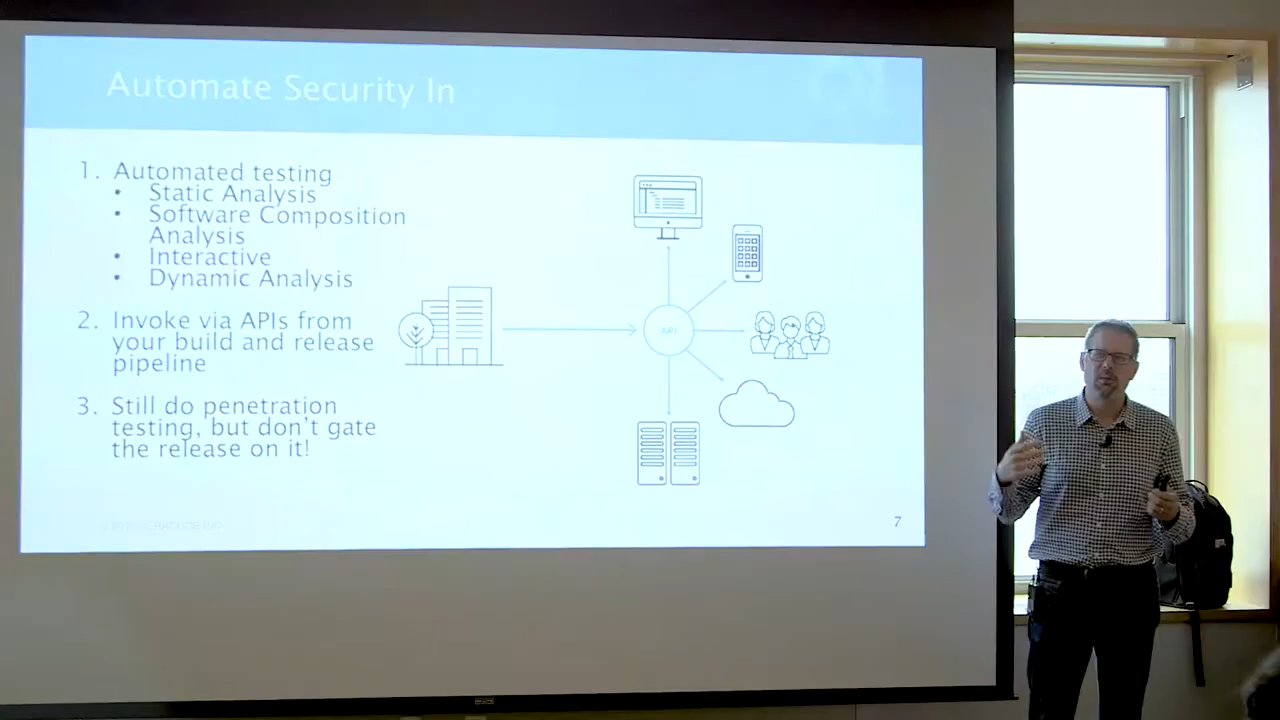 Automate Security In
1. Automated testing
• Static Analysis
• Software Composition
Analysis
• Interactive
• Dynamic Analysis
2. Invoke via APIs from
your build and release
pipeline
3. Still do penetration
testing, but don't gate
the release on it!
API
7